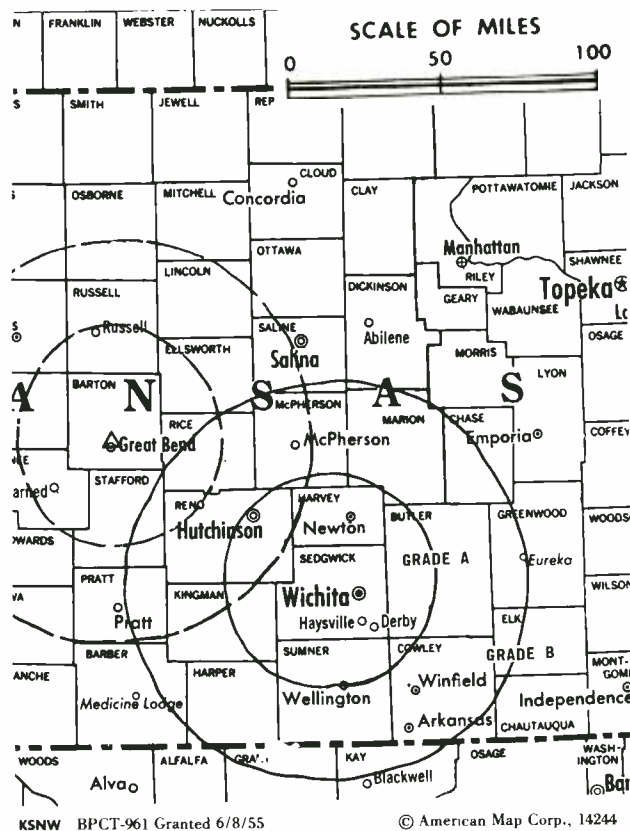 N FRANKLIN WEBSTER NUCKOLLS
SCALE OF MILES
0 50 100
S SMITH JEWELL REP
CLOUD
Concordia
OSBORNE MITCHELL CLAY POTTAWATOMIE JACKSON
OTTAWA
Manhattan
LINCOLN RILEY SHAWNEE
RUSSELL DICKINSON GEARY WABAUNSEE Topeka
Russell SALINE Abilene OSAGE
ELLSWORTH Salina MORRIS
BARTON LYON
A N S A S
RICE McPHERSON MARION CHASE
Great Bend McPherson Emporia COFFEY
STAFFORD
arned RENO HARVEY BUTLER GREENWOOD WOODS
Hutchinson Newton
DWARDS SEDGWICK GRADE A Eureka
PRATT KINGMAN Wichita WILSON
Pratt Haysville Derby ELK
BARBER SUMNER COWLEY GRADE B
ANCHE HARPER MONT-
GOM
Medicine Lodge Wellington Winfield Independence
Arkansas CHAUTAUQUA
WOODS ALFALFA KAY OSAGE WASH-
INGTON
Alva Blackwell Bar
KSNW BPCT-961 Granted 6/8/55 © American Map Corp., 14244